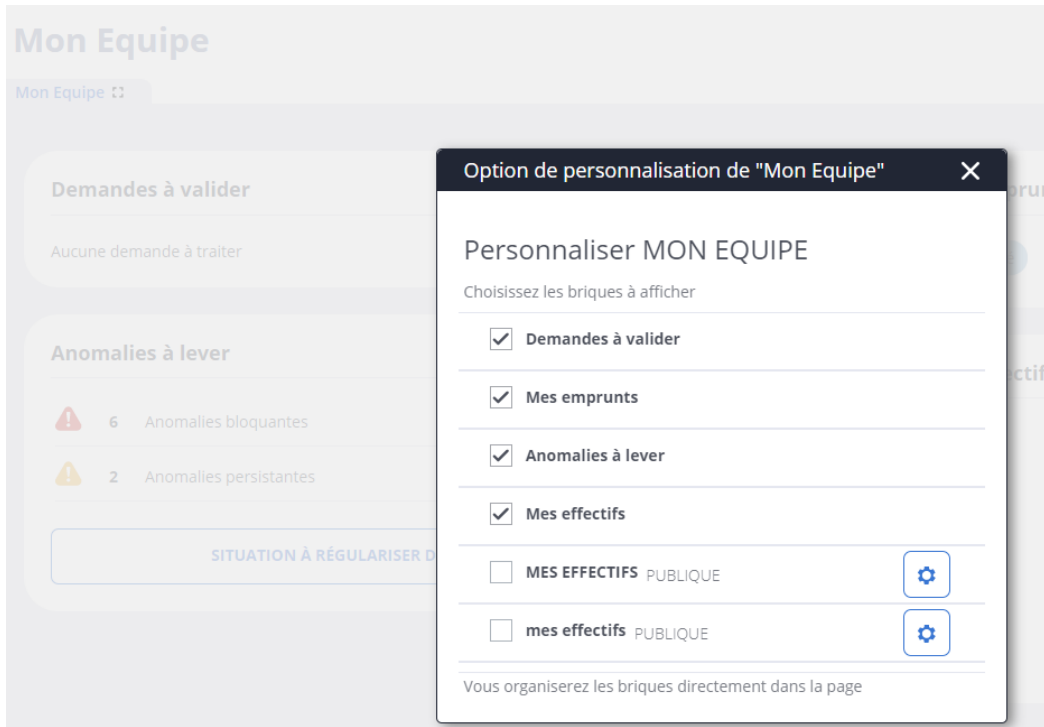 Mon Equipe
Mon Equipe
Demandes à valider
Aucune demande à traiter
Anomalies à lever
6 Anomalies bloquantes
2 Anomalies persistantes
SITUATION À RÉGULARISER D
Option de personnalisation de "Mon Equipe"
Personnaliser MON EQUIPE
Choisissez les briques à afficher
Demandes à valider
Mes emprunts
Anomalies à lever
Mes effectifs
MES EFFECTIFS PUBLIQUE
mes effectifs PUBLIQUE
Vous organiserez les briques directement dans la page